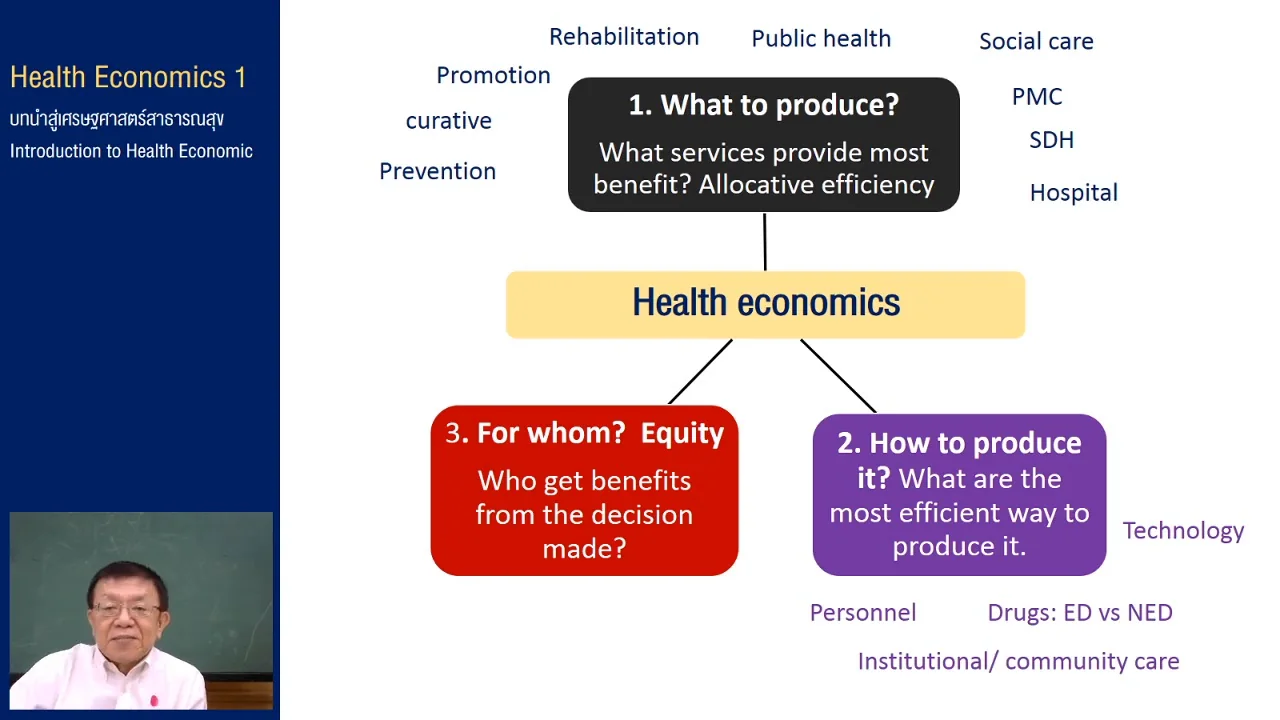 Health Economics 1
บทนำสู่เศรษฐศาสตร์สาธารณสุข
Introduction to Health Economic
Rehabilitation
Public health
Social care
Promotion
PMC
curative
SDH
Prevention
Hospital
1. What to produce?
What services provide most
benefit? Allocative efficiency
Health economics
3. For whom? Equity
Who get benefits
from the decision
made?
2. How to produce
it? What are the
most efficient way to
produce it.
Technology
Personnel
Drugs: ED vs NED
Institutional/ community care